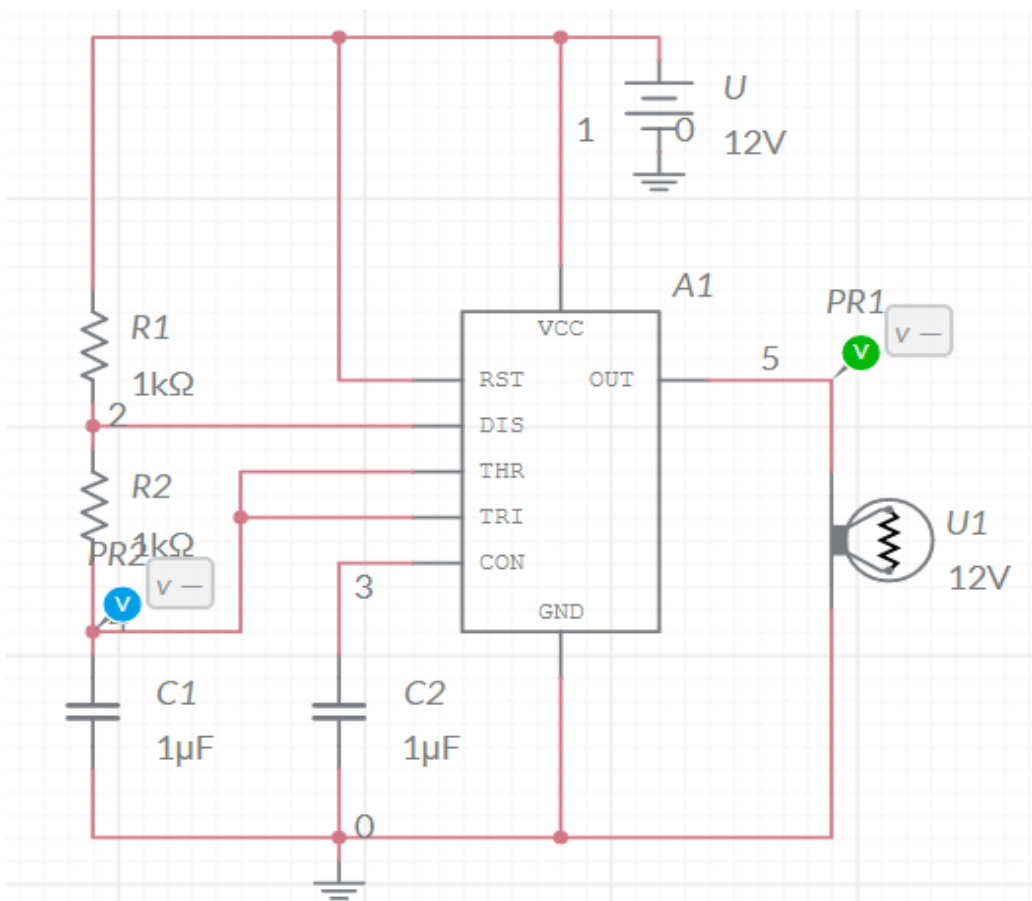 U
1
0
12V
A1
PR1
v —
V
R1
1kΩ
VCC
RST
OUT
5
2
DIS
R2
THR
1kΩ
TRI
PR2
v —
V
CON
3
GND
U1
12V
C1
1µF
C2
1µF
0